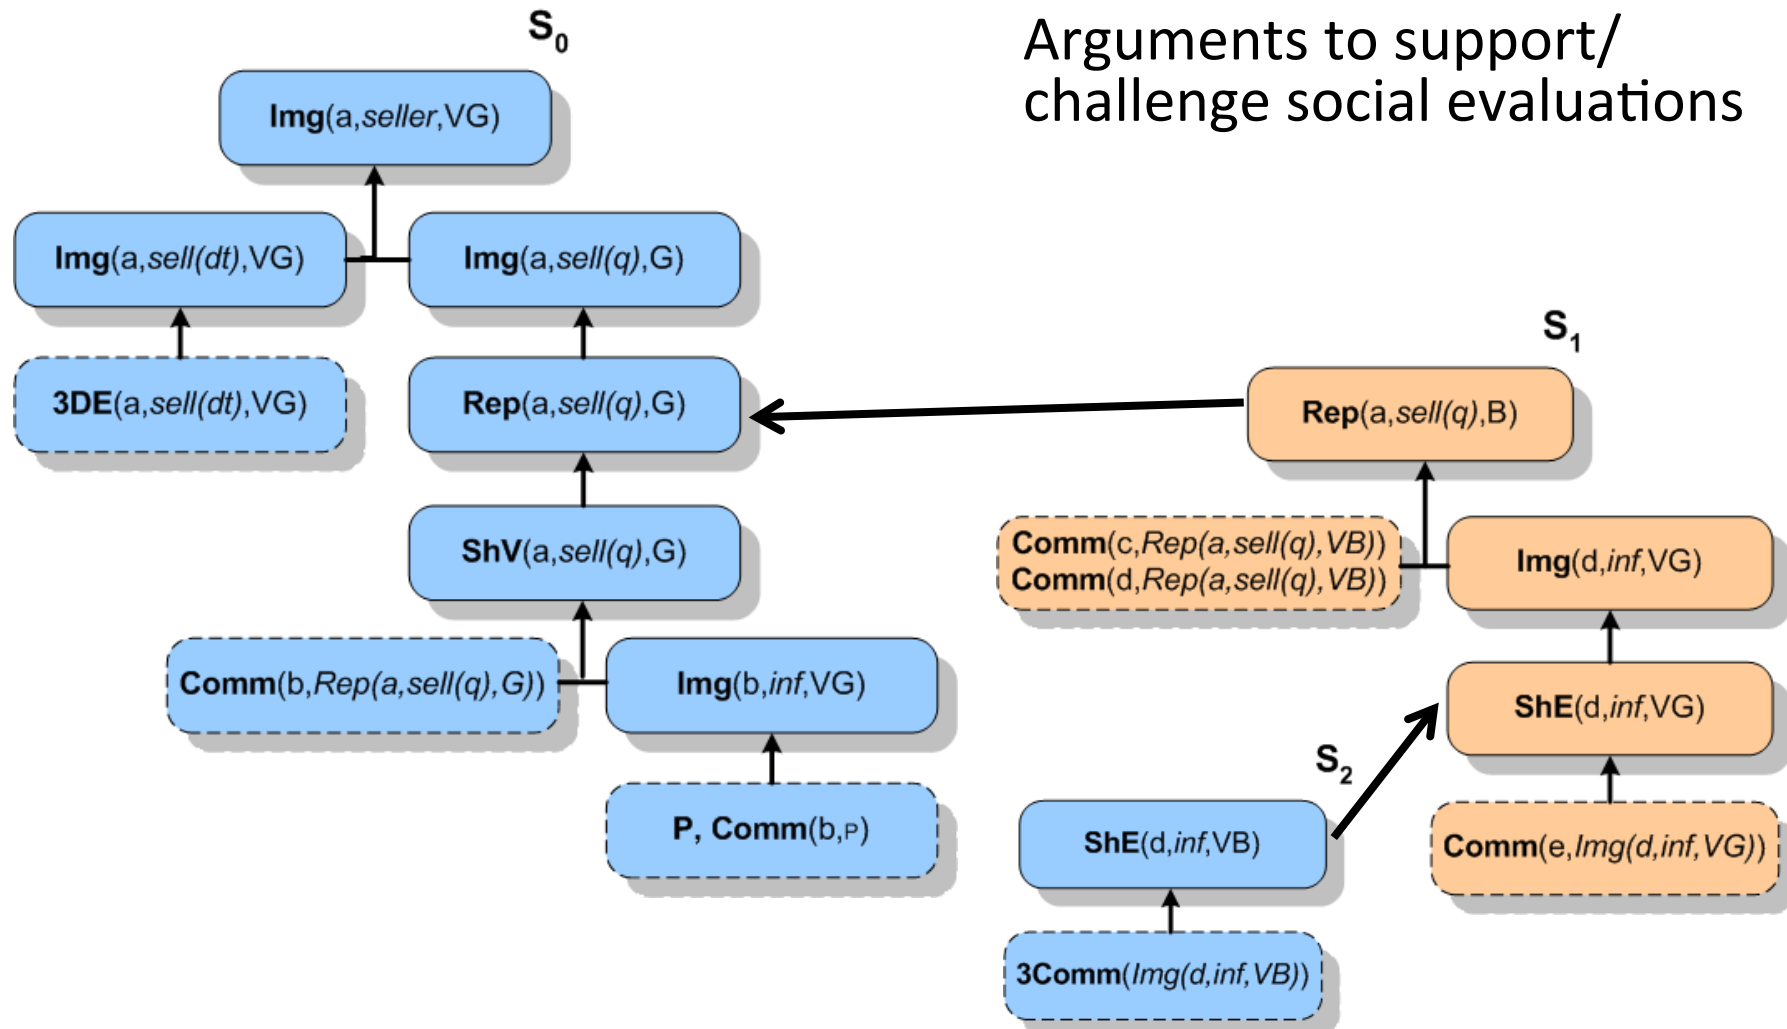 S0
Arguments to support/
challenge social evaluations
Img(a,seller,VG)
Img(a,sell(dt),VG)
Img(a,sell(q),G)
3DE(a,sell(dt),VG)
Rep(a,sell(q),G)
ShV(a,sell(q),G)
Comm(b,Rep(a,sell(q),G))
Img(b,inf,VG)
P, Comm(b,P)
S1
Rep(a,sell(q),B)
Comm(c,Rep(a,sell(q),VB))
Comm(d,Rep(a,sell(q),VB))
Img(d,inf,VG)
ShE(d,inf,VG)
Comm(e,Img(d,inf,VG))
S2
ShE(d,inf,VB)
3Comm(Img(d,inf,VB))